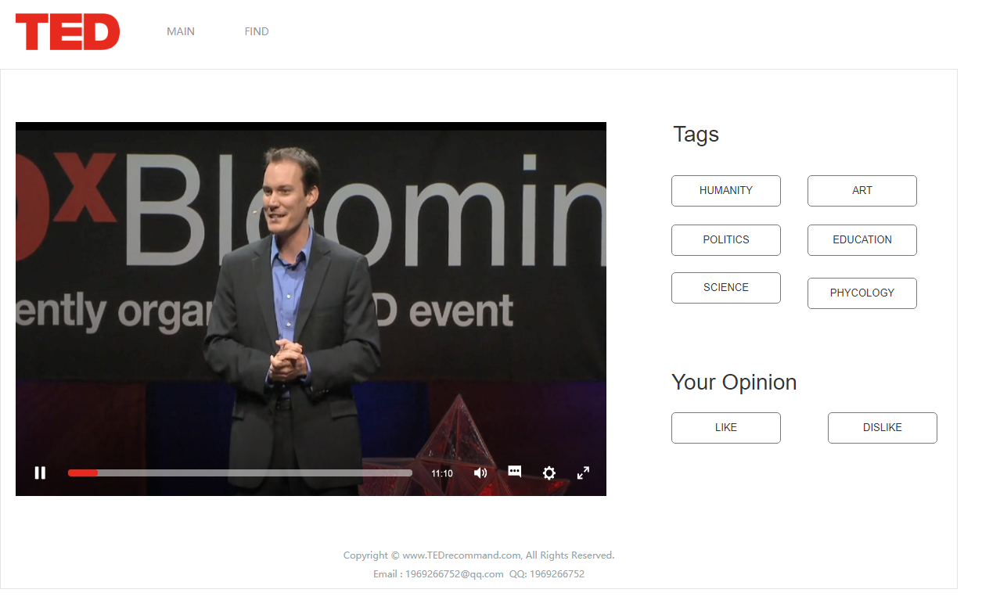 TED
MAIN
FIND
xBloomin
ently orga
D event
11:10
Tags
HUMANITY
ART
POLITICS
EDUCATION
SCIENCE
PHYCOLOGY
Your Opinion
LIKE
DISLIKE
Copyright © www.TEDrecommand.com, All Rights Reserved.
Email : 1969266752@qq.com QQ: 1969266752